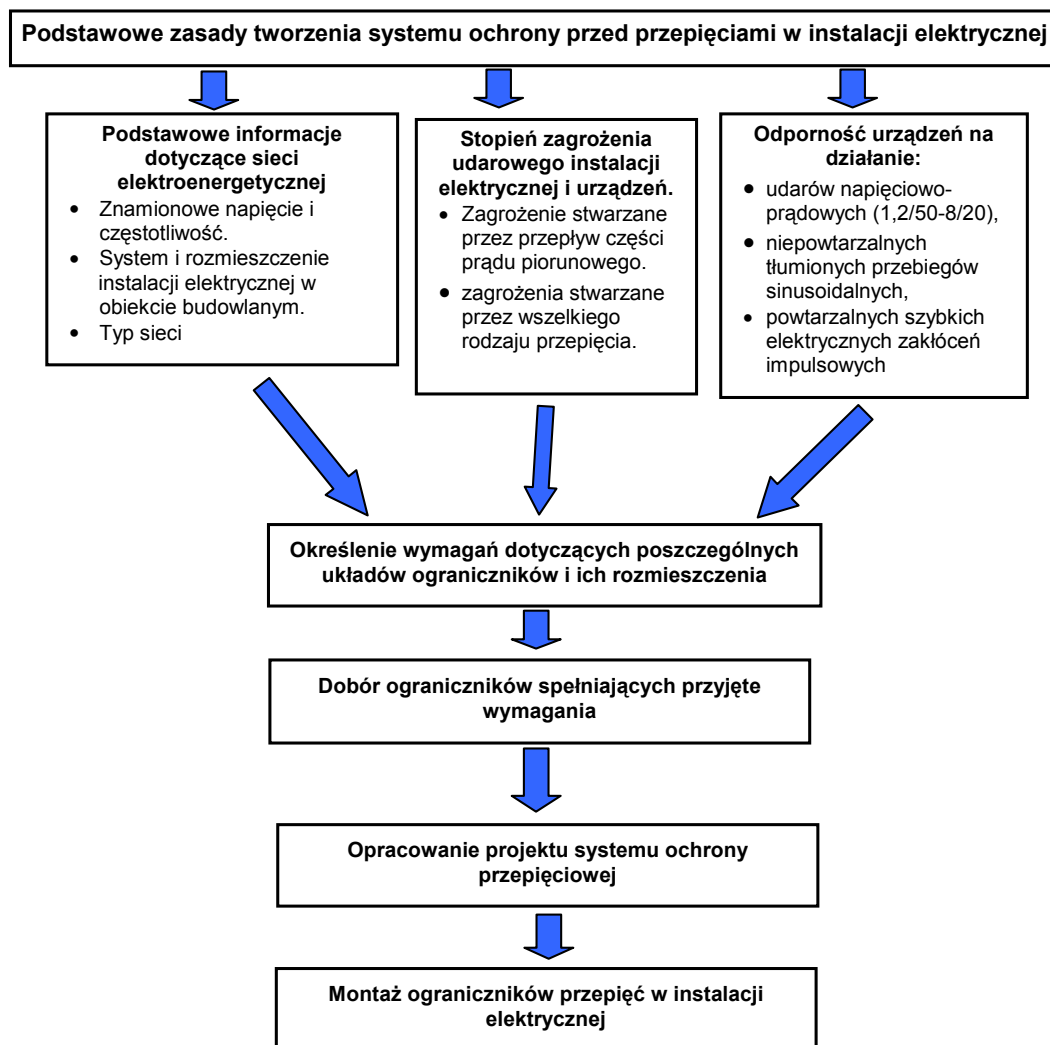 Podstawowe zasady tworzenia systemu ochrony przed przepięciami w instalacji elektrycznej
Podstawowe informacje
dotyczące sieci
elektroenergetycznej
• Znamionowe napięcie i
częstotliwość.
• System i rozmieszczenie
instalacji elektrycznej w
obiekcie budowlanym.
• Typ sieci
Stopień zagrożenia
udarowego instalacji
elektrycznej i urządzeń.
• Zagrożenie stwarzane
przez przepływ części
prądu piorunowego.
• zagrożenia stwarzane
przez wszelkiego
rodzaju przepięcia.
Odporność urządzeń na
działanie:
• udarów napięciowo-
prądowych (1,2/50-8/20),
• niepowtarzalnych
tłumionych przebiegów
sinusoidalnych,
• powtarzalnych szybkich
elektrycznych zakłóceń
impulsowych
Określenie wymagań dotyczących poszczególnych
układów ograniczników i ich rozmieszczenia
Dobór ograniczników spełniających przyjęte
wymagania
Opracowanie projektu systemu ochrony
przepięciowej
Montaż ograniczników przepięć w instalacji
elektrycznej